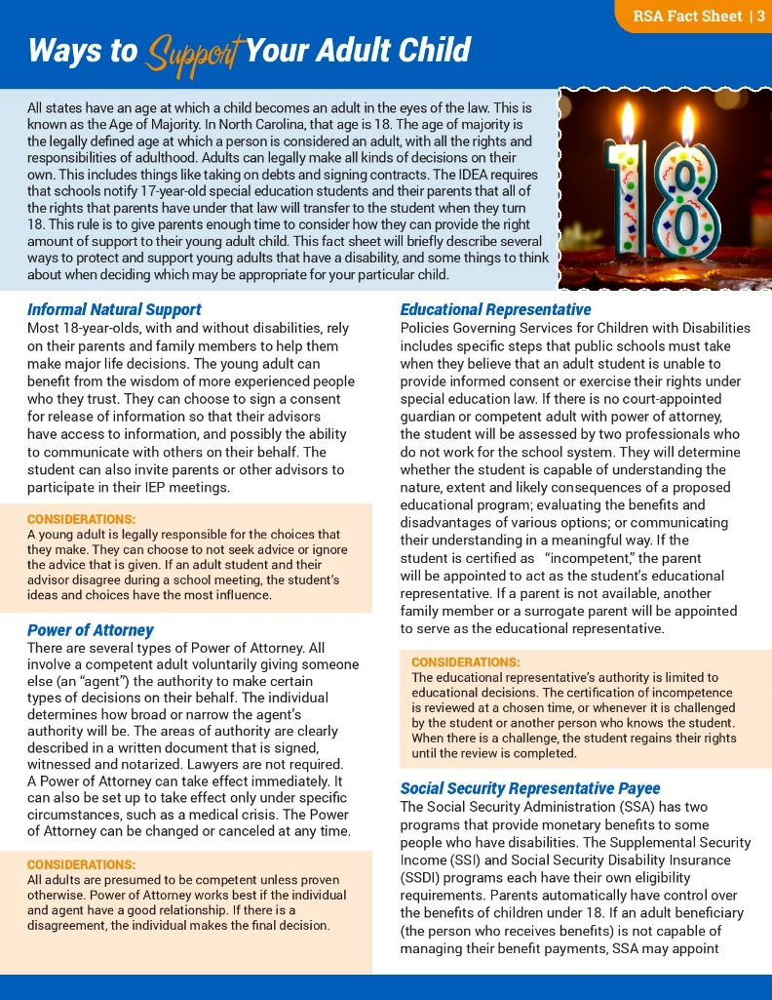 RSA Fact Sheet | 3
Ways to Support Your Adult Child
All states have an age at which a child becomes an adult in the eyes of the law. This is
known as the Age of Majority. In North Carolina, that age is 18. The age of majority is
the legally defined age at which a person is considered an adult, with all the rights and
responsibilities of adulthood. Adults can legally make all kinds of decisions on their
own. This includes things like taking on debts and signing contracts. The IDEA requires
that schools notify 17-year-old special education students and their parents that all of
the rights that parents have under that law will transfer to the student when they turn
18. This rule is to give parents enough time to consider how they can provide the right
amount of support to their young adult child. This fact sheet will briefly describe several
ways to protect and support young adults that have a disability, and some things to think
about when deciding which may be appropriate for your particular child.
18
Informal Natural Support
Most 18-year-olds, with and without disabilities, rely
on their parents and family members to help them
make major life decisions. The young adult can
benefit from the wisdom of more experienced people
who they trust. They can choose to sign a consent
for release of information so that their advisors
have access to information, and possibly the ability
to communicate with others on their behalf. The
student can also invite parents or other advisors to
participate in their IEP meetings.
CONSIDERATIONS:
A young adult is legally responsible for the choices that
they make. They can choose to not seek advice or ignore
the advice that is given. If an adult student and their
advisor disagree during a school meeting, the student's
ideas and choices have the most influence.
Power of Attorney
There are several types of Power of Attorney. All
involve a competent adult voluntarily giving someone
else (an “agent”) the authority to make certain
types of decisions on their behalf. The individual
determines how broad or narrow the agent's
authority will be. The areas of authority are clearly
described in a written document that is signed,
witnessed and notarized. Lawyers are not required.
A Power of Attorney can take effect immediately. It
can also be set up to take effect only under specific
circumstances, such as a medical crisis. The Power
of Attorney can be changed or canceled at any time.
CONSIDERATIONS:
All adults are presumed to be competent unless proven
otherwise. Power of Attorney works best if the individual
and agent have a good relationship. If there is a
disagreement, the individual makes the final decision.
Educational Representative
Policies Governing Services for Children with Disabilities
includes specific steps that public schools must take
when they believe that an adult student is unable to
provide informed consent or exercise their rights under
special education law. If there is no court-appointed
guardian or competent adult with power of attorney,
the student will be assessed by two professionals who
do not work for the school system. They will determine
whether the student is capable of understanding the
nature, extent and likely consequences of a proposed
educational program; evaluating the benefits and
disadvantages of various options; or communicating
their understanding in a meaningful way. If the
student is certified as “incompetent,” the parent
will be appointed to act as the student's educational
representative. If a parent is not available, another
family member or a surrogate parent will be appointed
to serve as the educational representative.
CONSIDERATIONS:
The educational representative's authority is limited to
educational decisions. The certification of incompetence
is reviewed at a chosen time, or whenever it is challenged
by the student or another person who knows the student.
When there is a challenge, the student regains their rights
until the review is completed.
Social Security Representative Payee
The Social Security Administration (SSA) has two
programs that provide monetary benefits to some
people who have disabilities. The Supplemental Security
Income (SSI) and Social Security Disability Insurance
(SSDI) programs each have their own eligibility
requirements. Parents automatically have control over
the benefits of children under 18. If an adult beneficiary
(the person who receives benefits) is not capable of
managing their benefit payments, SSA may appoint